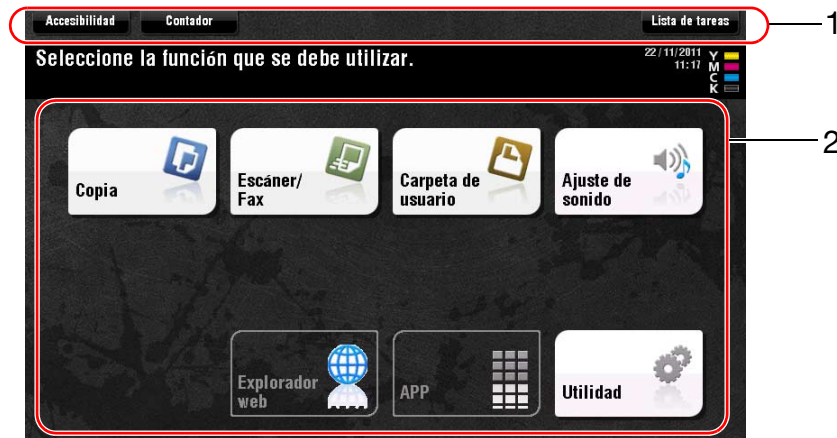 Accesibilidad Contador Lista de tareas
1
Seleccione la función que se debe utilizar.
22/11/2011
11:17
Y
M
C
K
2
Copia
Escáner/
Fax
Carpeta de
usuario
Ajuste de
sonido
Explorador
web
APP
Utilidad